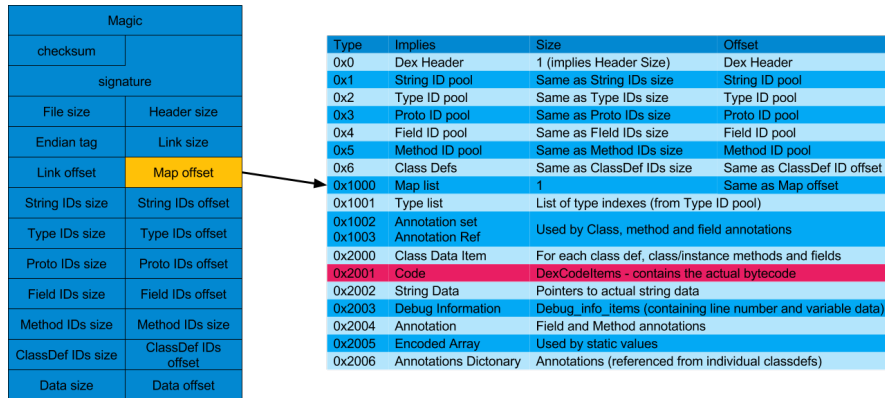 Magic
checksum
signature
File size Header size
Endian tag Link size
Link offset Map offset
String IDs size String IDs offset
Type IDs size Type IDs offset
Proto IDs size Proto IDs offset
Field IDs size Field IDs offset
Method IDs size Method IDs size
ClassDef IDs size ClassDef IDs
offset
Data size Data offset
Type Implies Size Offset
0x0 Dex Header 1 (implies Header Size) Dex Header
0x1 String ID pool Same as String IDs size String ID pool
0x2 Type ID pool Same as Type IDs size Type ID pool
0x3 Proto ID pool Same as Proto IDs size Proto ID pool
0x4 Field ID pool Same as FIeld IDs size Field ID pool
0x5 Method ID pool Same as Method IDs size Method ID pool
0x6 Class Defs Same as ClassDef IDs size Same as ClassDef ID offset
0x1000 Map list 1 Same as Map offset
0x1001 Type list List of type indexes (from Type ID pool)
0x1002 Annotation set
0x1003 Annotation Ref
Used by Class, method and field annotations
0x2000 Class Data Item For each class def, class/instance methods and fields
0x2001 Code DexCodeItems - contains the actual bytecode
0x2002 String Data Pointers to actual string data
0x2003 Debug Information Debug_info_items (containing line number and variable data)
0x2004 Annotation Field and Method annotations
0x2005 Encoded Array Used by static values
0x2006 Annotations Dictonary Annotations (referenced from individual classdefs)